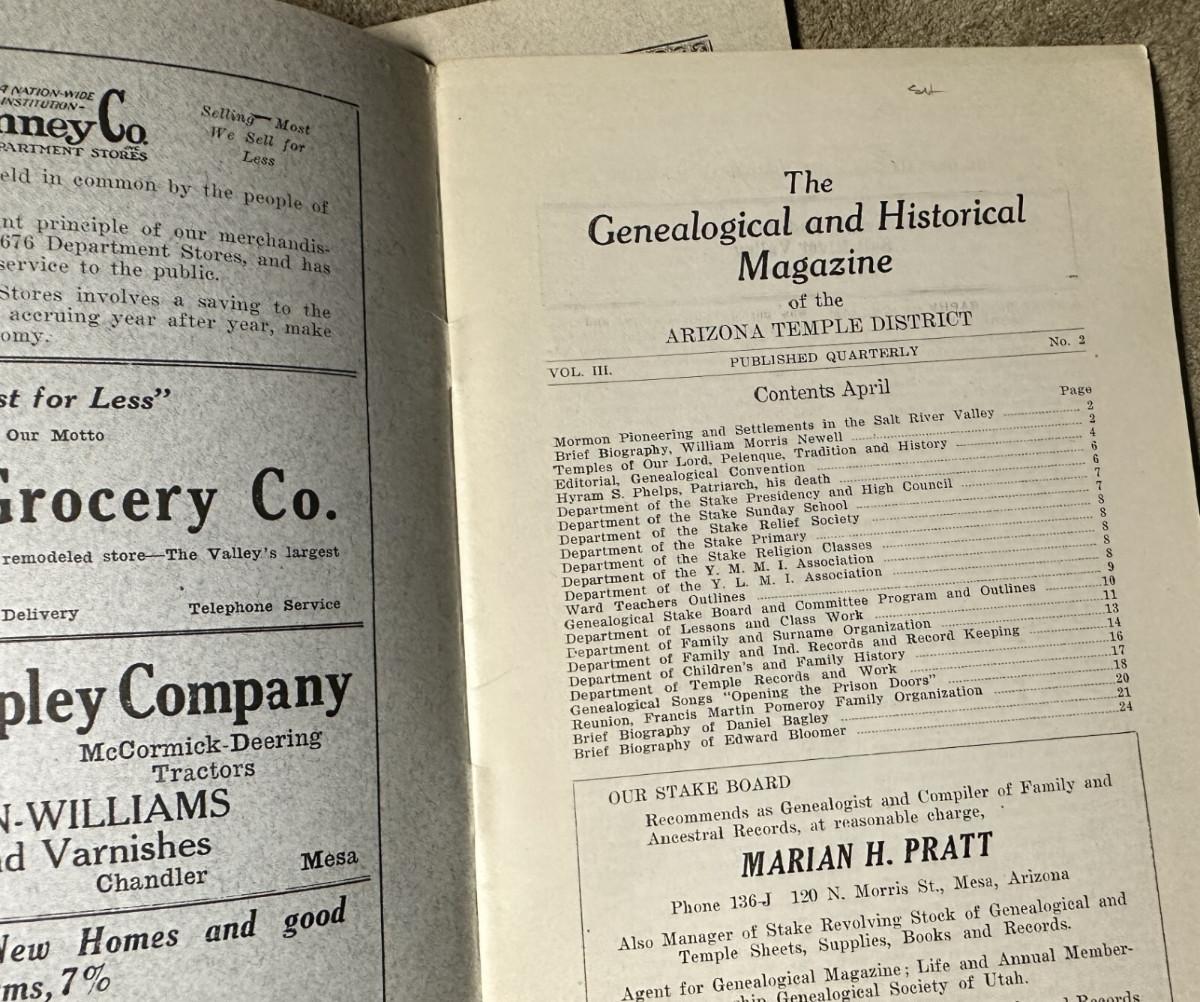 A NATION-WIDE
INSTITUTION-
nney Co.
INC.
PARTMENT STORES
Selling—Most
We Sell for
Less
eld in common by the people of
nt principle of our merchandis-
676 Department Stores, and has
service to the public.
Stores involves a saving to the
accruing year after year, make
omy.
st for Less”
Our Motto
Grocery Co.
remodeled store—The Valley’s largest
Delivery Telephone Service
pley Company
McCormick-Deering
Tractors
N-WILLIAMS
d Varnishes
Chandler Mesa
New Homes and good
ms, 7%
The
Genealogical and Historical
Magazine
of the
ARIZONA TEMPLE DISTRICT
VOL. III. PUBLISHED QUARTERLY No. 2
Contents April
Page
Mormon Pioneering and Settlements in the Salt River Valley 2
Brief Biography, William Morris Newell 2
Temples of Our Lord, Pelenque, Tradition and History 4
Editorial, Genealogical Convention 6
Hyram S. Phelps, Patriarch, his death 6
Department of the Stake Presidency and High Council 7
Department of the Stake Sunday School 7
Department of the Stake Relief Society 8
Department of the Stake Primary 8
Department of the Stake Religion Classes 8
Department of the Y. M. M. I. Association 8
Department of the Y. L. M. I. Association 8
Ward Teachers Outlines 9
Genealogical Stake Board and Committee Program and Outlines 10
Department of Lessons and Class Work 11
Department of Family and Surname Organization 13
Department of Family and Ind. Records and Record Keeping 14
Department of Children’s and Family History 16
Department of Temple Records and Work 17
Genealogical Songs “Opening the Prison Doors” 18
Reunion, Francis Martin Pomeroy Family Organization 20
Brief Biography of Daniel Bagley 21
Brief Biography of Edward Bloomer 24
OUR STAKE BOARD
Recommends as Genealogist and Compiler of Family and
Ancestral Records, at reasonable charge,
MARIAN H. PRATT
Phone 136-J 120 N. Morris St., Mesa, Arizona
Also Manager of Stake Revolving Stock of Genealogical and
Temple Sheets, Supplies, Books and Records.
Agent for Genealogical Magazine; Life and Annual Member-
ship Genealogical Society of Utah.
Records